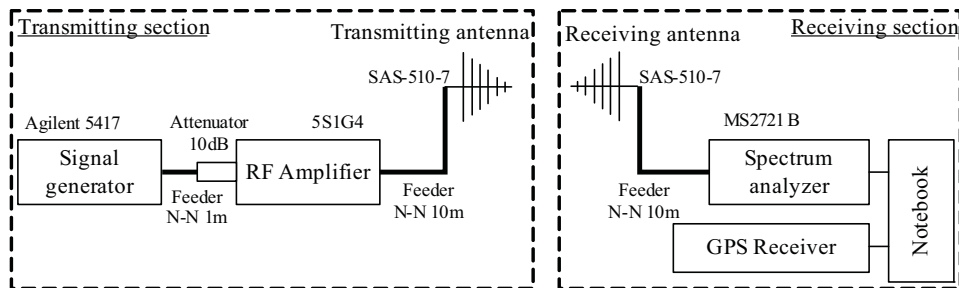 Transmitting section
Transmitting antenna
SAS-510-7
Agilent 5417
Attenuator
10dB
5S1G4
Signal
generator
RF Amplifier
Feeder
N-N 1m
Feeder
N-N 10m
Receiving antenna
Receiving section
SAS-510-7
MS2721B
Spectrum
analyzer
Feeder
N-N 10m
GPS Receiver
Notebook